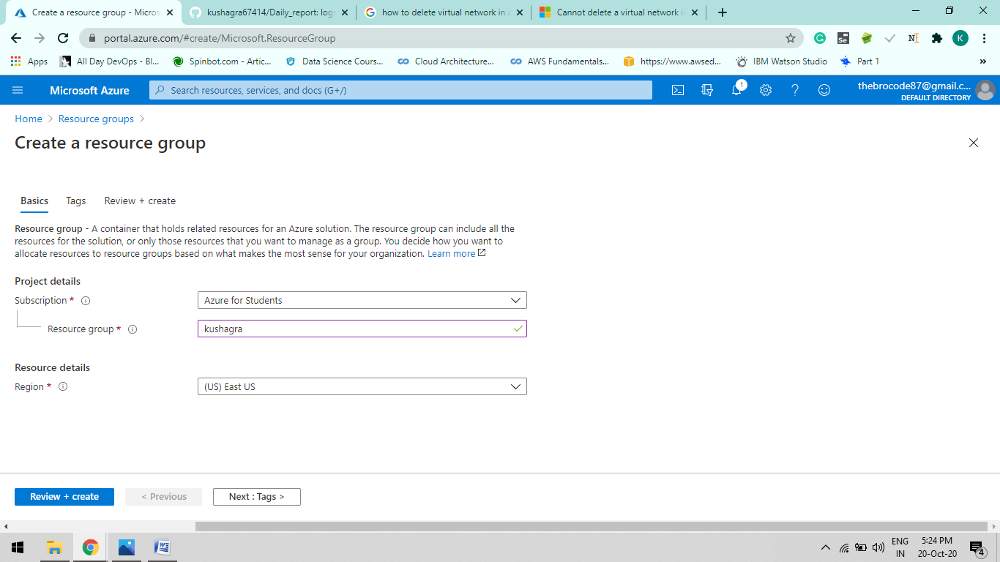 Create a resource group - Micros
kushagra67414/Daily_report: log
how to delete virtual network in a
Cannot delete a virtual network i
portal.azure.com/#create/Microsoft.ResourceGroup
K
Apps
All Day DevOps - Bl...
Spinbot.com - Artic...
Data Science Cours...
Cloud Architecture...
AWS Fundamentals...
https://www.awsed...
IBM Watson Studio
Part 1
»
Microsoft Azure
Search resources, services, and docs (G+/)
1
thebrocode87@gmail.c...
DEFAULT DIRECTORY
Home > Resource groups >
Create a resource group
Basics
Tags
Review + create
Resource group - A container that holds related resources for an Azure solution. The resource group can include all the
resources for the solution, or only those resources that you want to manage as a group. You decide how you want to
allocate resources to resource groups based on what makes the most sense for your organization. Learn more
Project details
Subscription *
Azure for Students
Resource group *
kushagra
Resource details
Region *
(US) East US
Review + create
< Previous
Next : Tags >
ENG
IN
5:24 PM
20-Oct-20
4